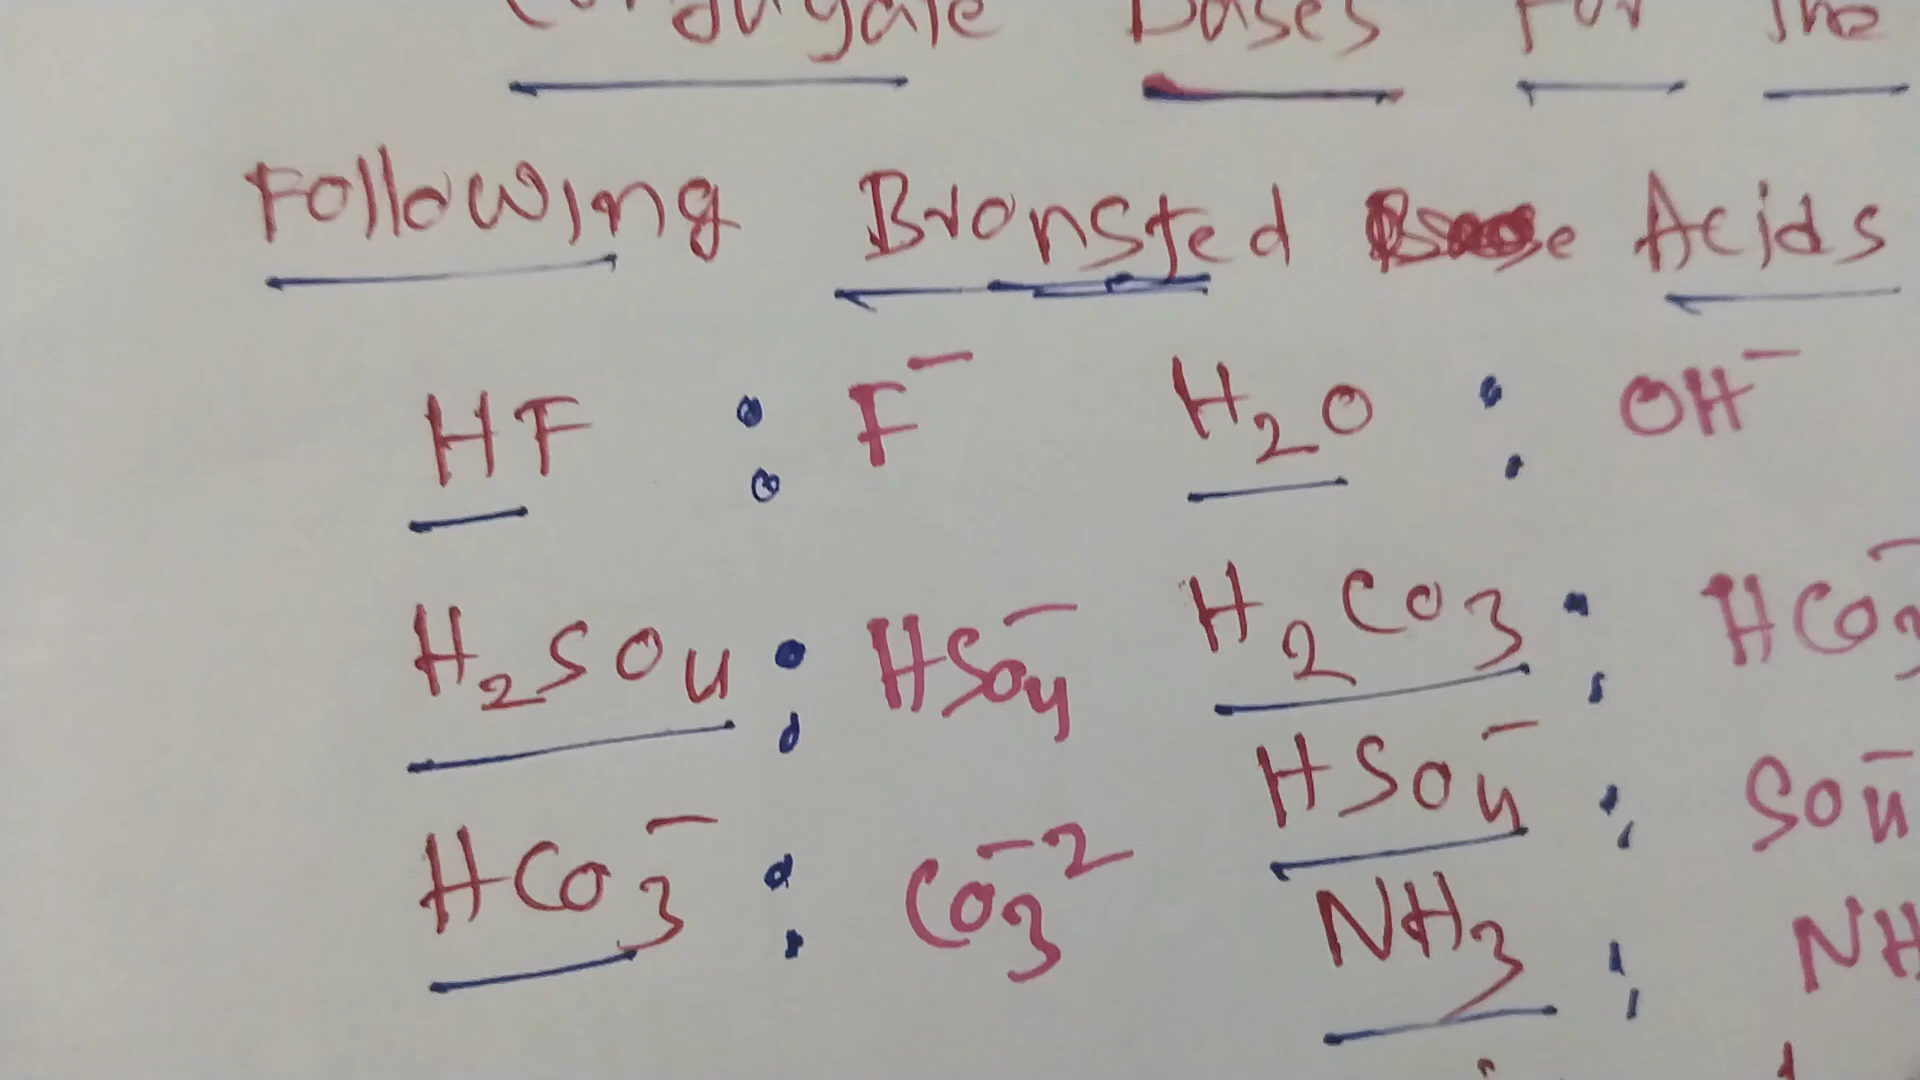 Conjugate Bases For The
Following Bronsted Acids
HF : F⁻ H₂O : OH⁻
H₂SO₄ : HSO₄⁻ H₂CO₃ : HCO₃⁻
HSO₄⁻ : SO₄⁻
HCO₃⁻ : CO₃⁻²
NH₃ : NH